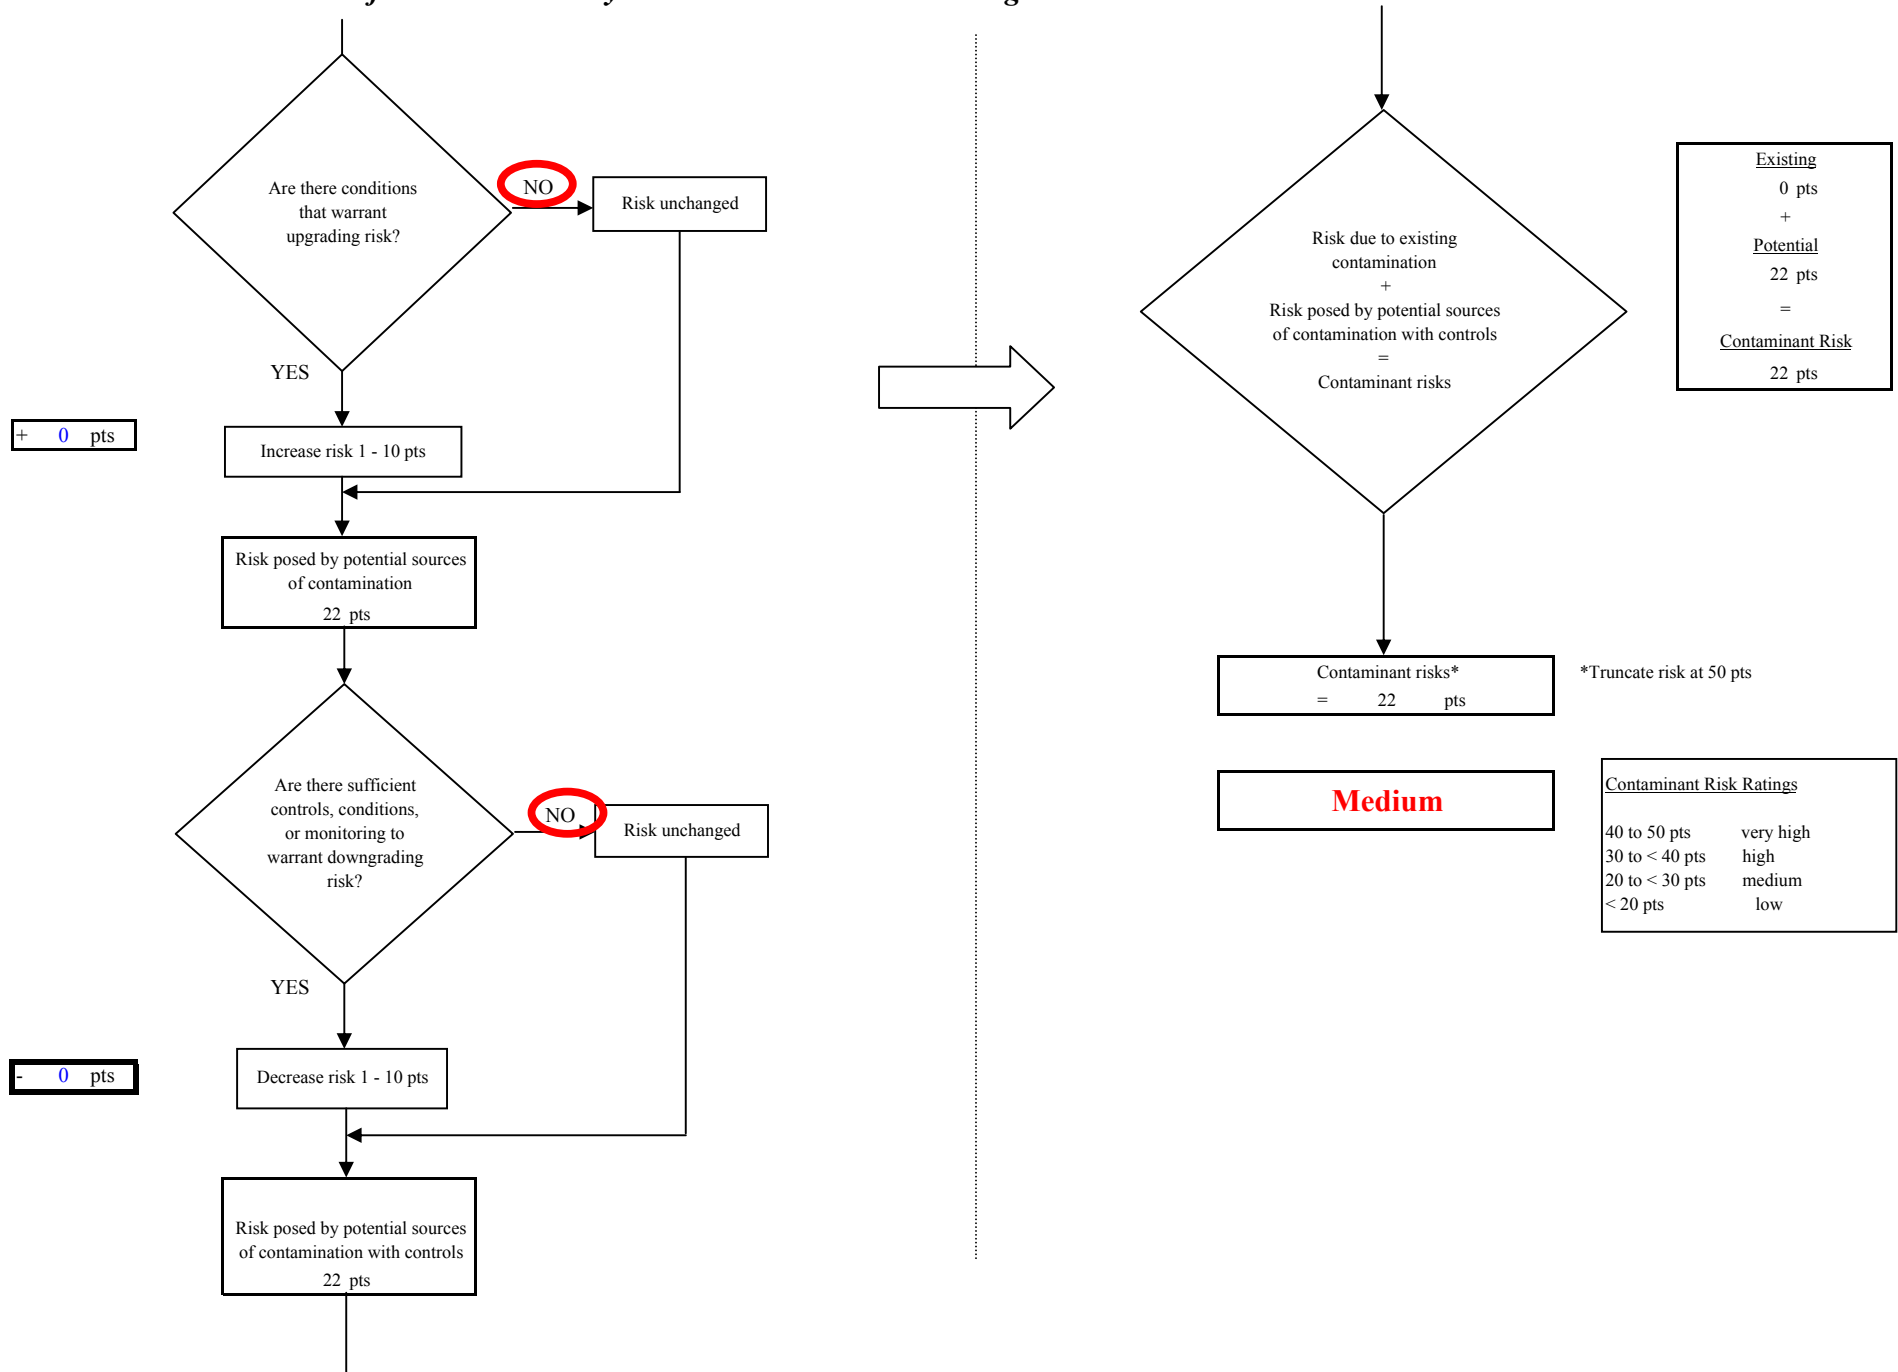 Are there conditions
that warrant
upgrading risk?
NO
Risk unchanged
YES
+ 0 pts
Increase risk 1 - 10 pts
Risk posed by potential sources
of contamination
22 pts
Are there sufficient
controls, conditions,
or monitoring to
warrant downgrading
risk?
NO
Risk unchanged
YES
- 0 pts
Decrease risk 1 - 10 pts
Risk posed by potential sources
of contamination with controls
22 pts
Risk due to existing
contamination
+
Risk posed by potential sources
of contamination with controls
=
Contaminant risks
Existing
0 pts
+
Potential
22 pts
=
Contaminant Risk
22 pts
Contaminant risks*
= 22 pts
*Truncate risk at 50 pts
Medium
Contaminant Risk Ratings
40 to 50 pts very high
30 to < 40 pts high
20 to < 30 pts medium
< 20 pts low